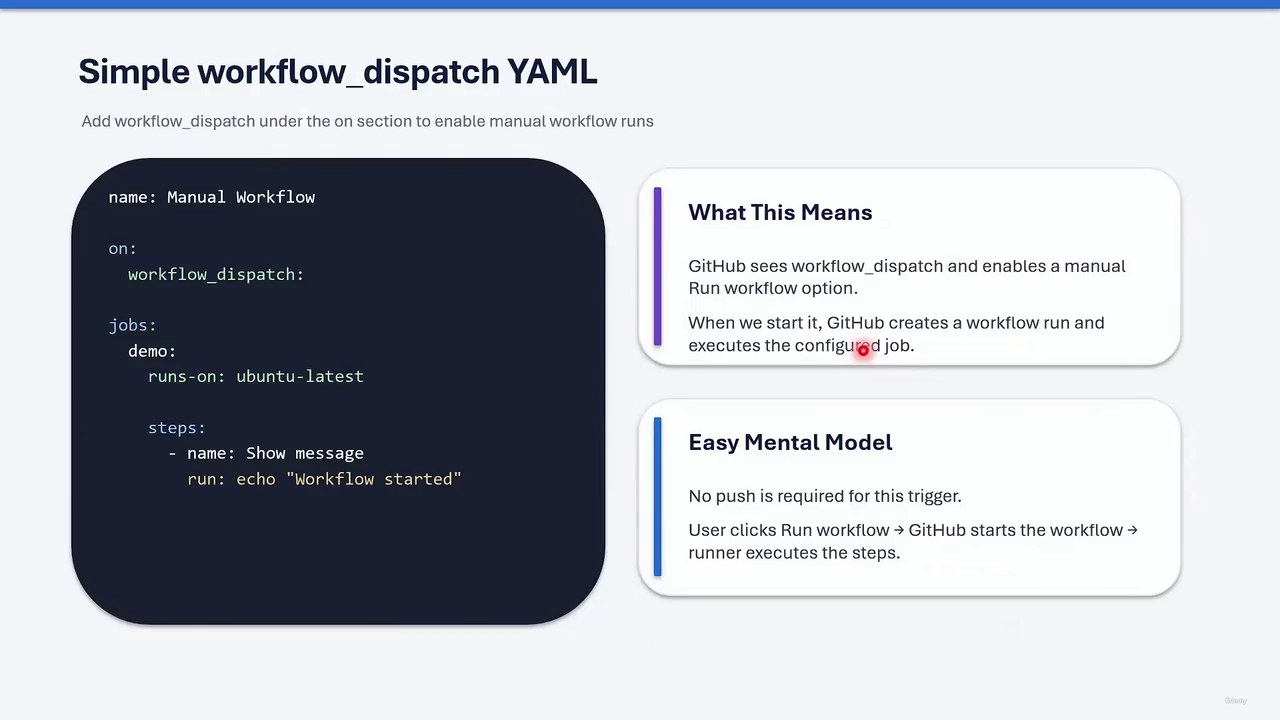 Simple workflow_dispatch YAML
Add workflow_dispatch under the on section to enable manual workflow runs
name: Manual Workflow
on:
  workflow_dispatch:
jobs:
  demo:
    runs-on: ubuntu-latest
    steps:
      - name: Show message
        run: echo "Workflow started"
What This Means
GitHub sees workflow_dispatch and enables a manual
Run workflow option.
When we start it, GitHub creates a workflow run and
executes the configured job.
Easy Mental Model
No push is required for this trigger.
User clicks Run workflow → GitHub starts the workflow →
runner executes the steps.